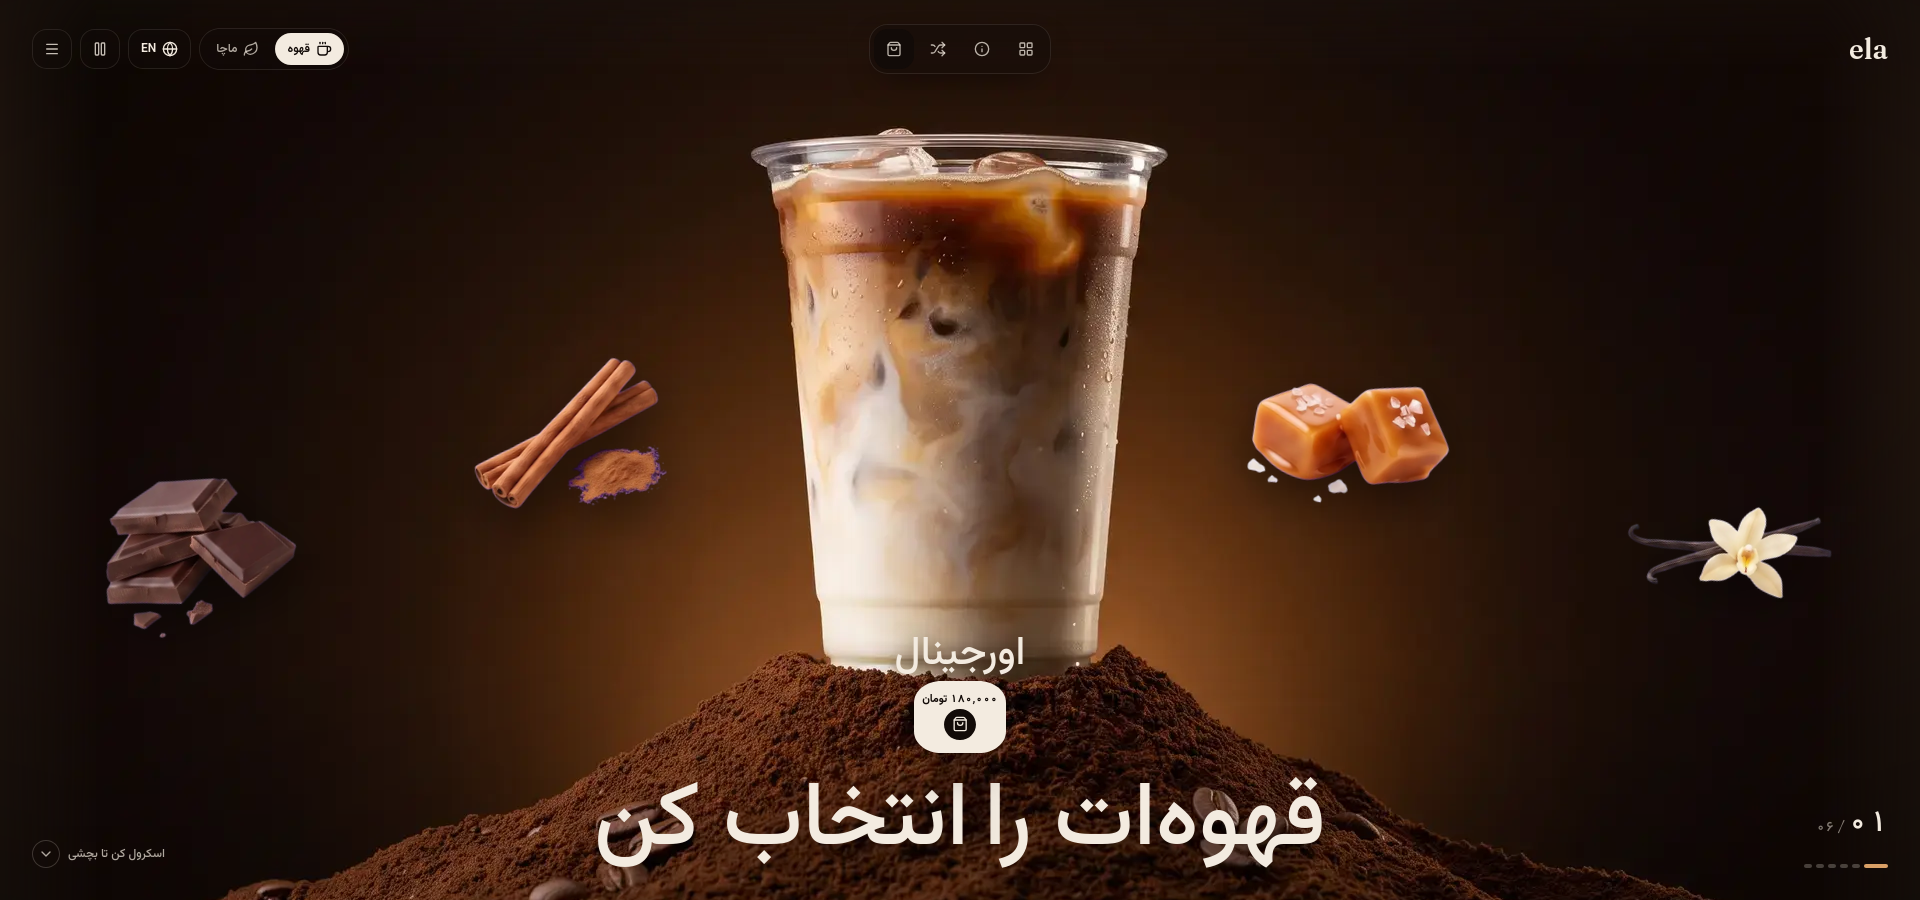 ela
قهوه
ماچا
EN
اورجینال
۱۸۰,۰۰۰ تومان
قهوه‌ات را انتخاب کن
۰۱ / ۰۶
اسکرول کن تا بچشی